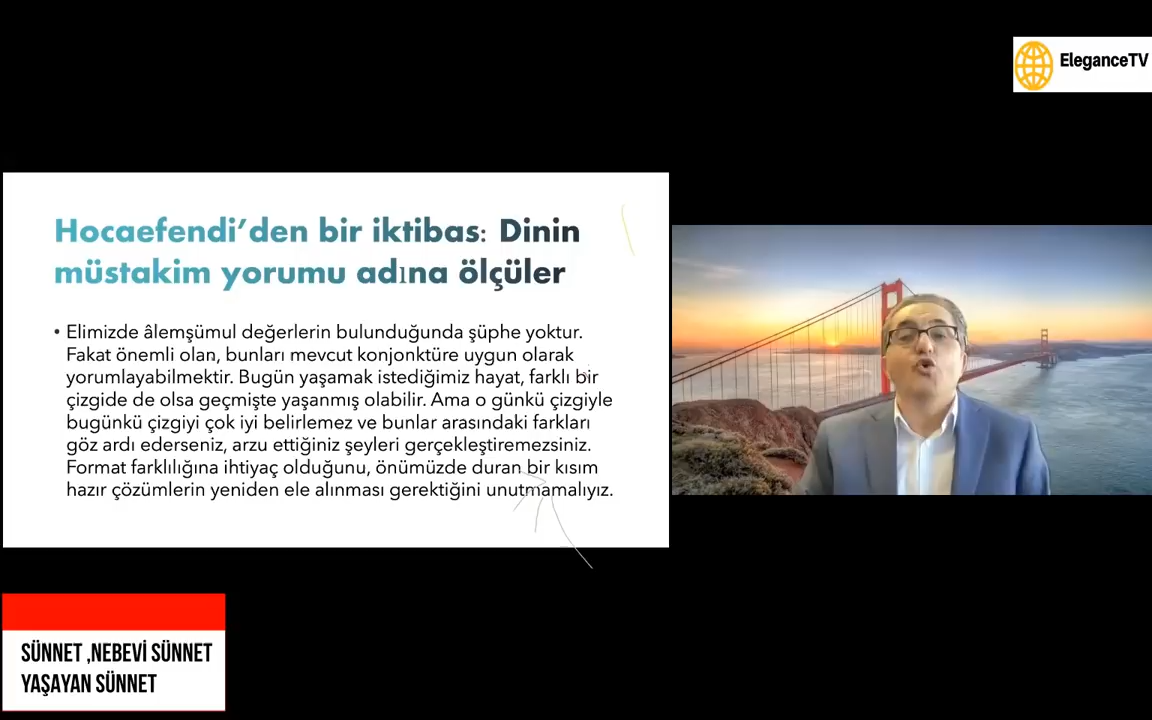 EleganceTV
Hocaefendi’den bir iktibas: Dinin
müstakim yorumu adına ölçüler
• Elimizde âlemşümul değerlerin bulunduğunda şüphe yoktur.
Fakat önemli olan, bunları mevcut konjonktüre uygun olarak
yorumlayabilmektir. Bugün yaşamak istediğimiz hayat, farklı bir
çizgide de olsa geçmişte yaşanmış olabilir. Ama o günkü çizgiyle
bugünkü çizgiyi çok iyi belirlemez ve bunlar arasındaki farkları
göz ardı ederseniz, arzu ettiğiniz şeyleri gerçekleştiremezsiniz.
Format farklılığına ihtiyaç olduğunu, önümüzde duran bir kısım
hazır çözümlerin yeniden ele alınması gerektiğini unutmamalıyız.
SÜNNET ,NEBEVİ SÜNNET
YAŞAYAN SÜNNET